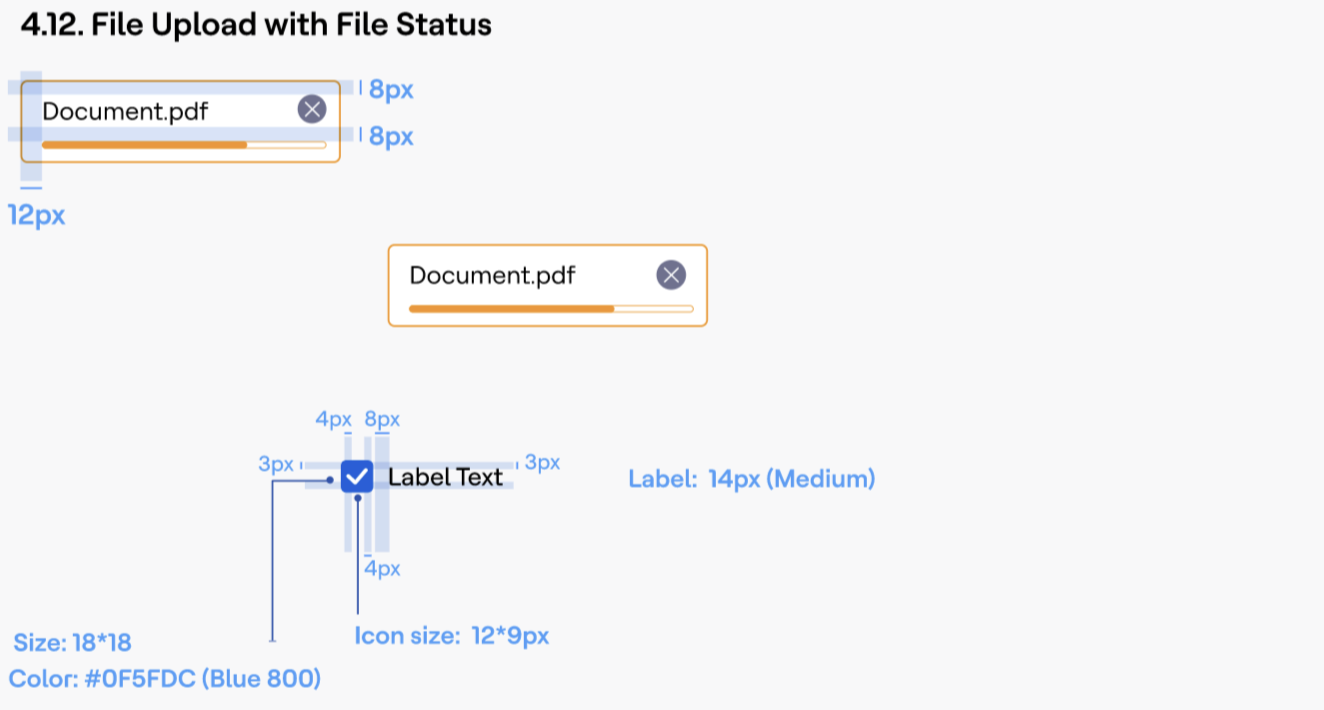 4.12. File Upload with File Status
8px
Document.pdf
8px
12px
Document.pdf
4px 8px
3px
3px
Label Text
Label: 14px (Medium)
4px
Size: 18*18
Icon size: 12*9px
Color: #0F5FDC (Blue 800)